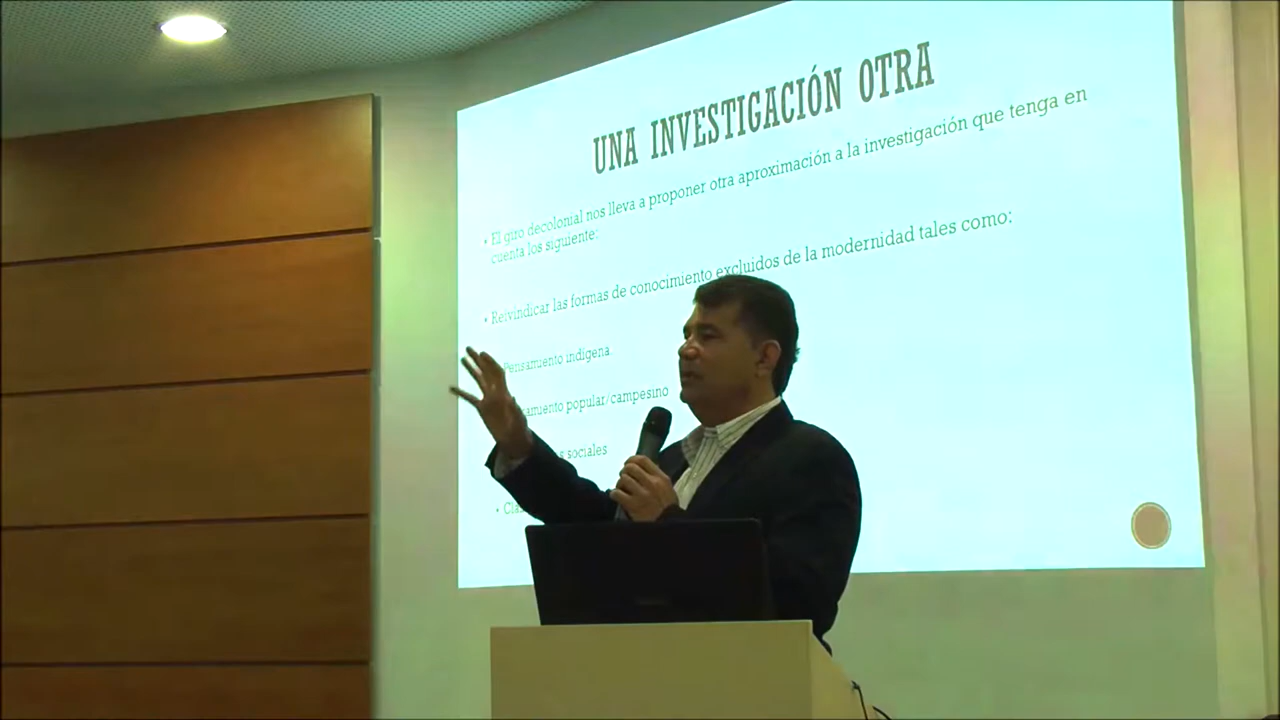 UNA INVESTIGACIÓN OTRA
• El giro decolonial nos lleva a proponer otra aproximación a la investigación que tenga en
cuenta los siguiente:
• Reivindicar las formas de conocimiento excluidos de la modernidad tales como:
Pensamiento indígena.
popular/campesino
sociales